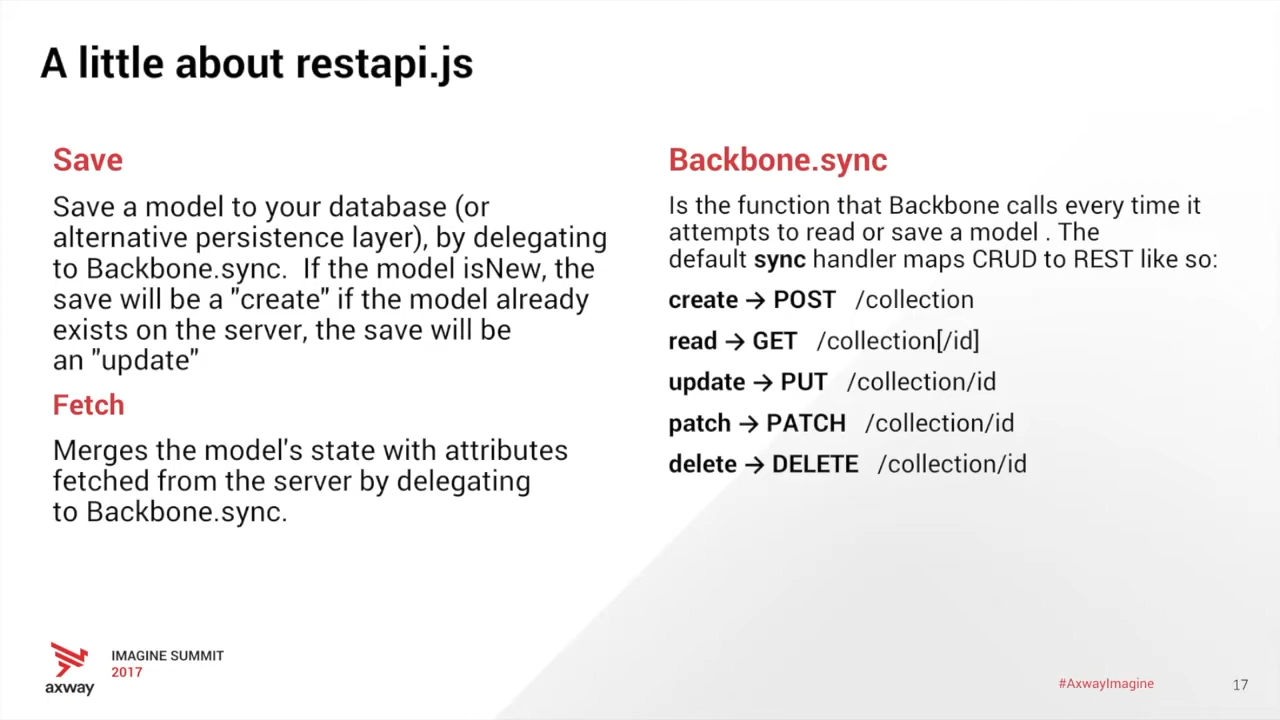 A little about restapi.js
Save
Save a model to your database (or
alternative persistence layer), by delegating
to Backbone.sync.  If the model isNew, the
save will be a "create" if the model already
exists on the server, the save will be
an "update"
Fetch
Merges the model's state with attributes
fetched from the server by delegating
to Backbone.sync.
Backbone.sync
Is the function that Backbone calls every time it
attempts to read or save a model . The
default sync handler maps CRUD to REST like so:
create → POST   /collection
read → GET   /collection[/id]
update → PUT   /collection/id
patch → PATCH   /collection/id
delete → DELETE   /collection/id
axway
IMAGINE SUMMIT
2017
#AxwayImagine
17